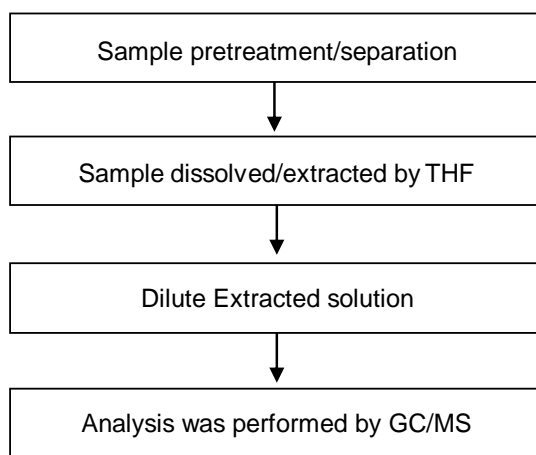 Sample pretreatment/separation
Sample dissolved/extracted by THF
Dilute Extracted solution
Analysis was performed by GC/MS